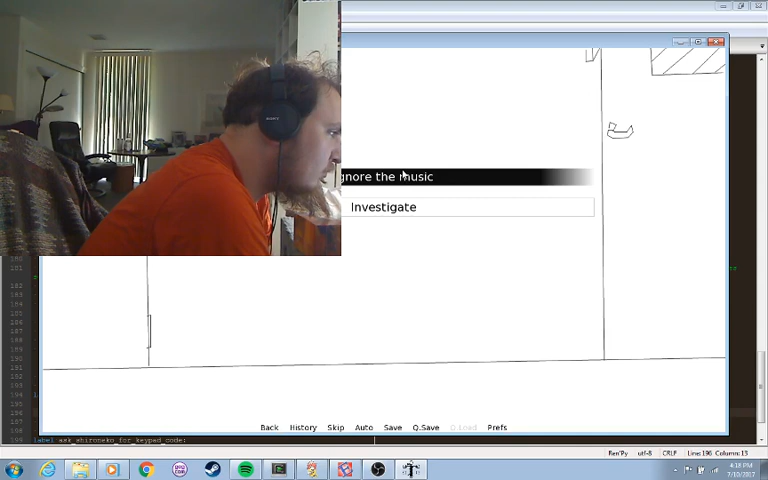 SONY
gnore the music
Investigate
Back History Skip Auto Save Q.Save Q.Load Prefs
label ask_shironeko_for_keypad_code:
Ren'Py utf-8 CRLF Line:196 Column:13
4:18 PM
7/10/2017